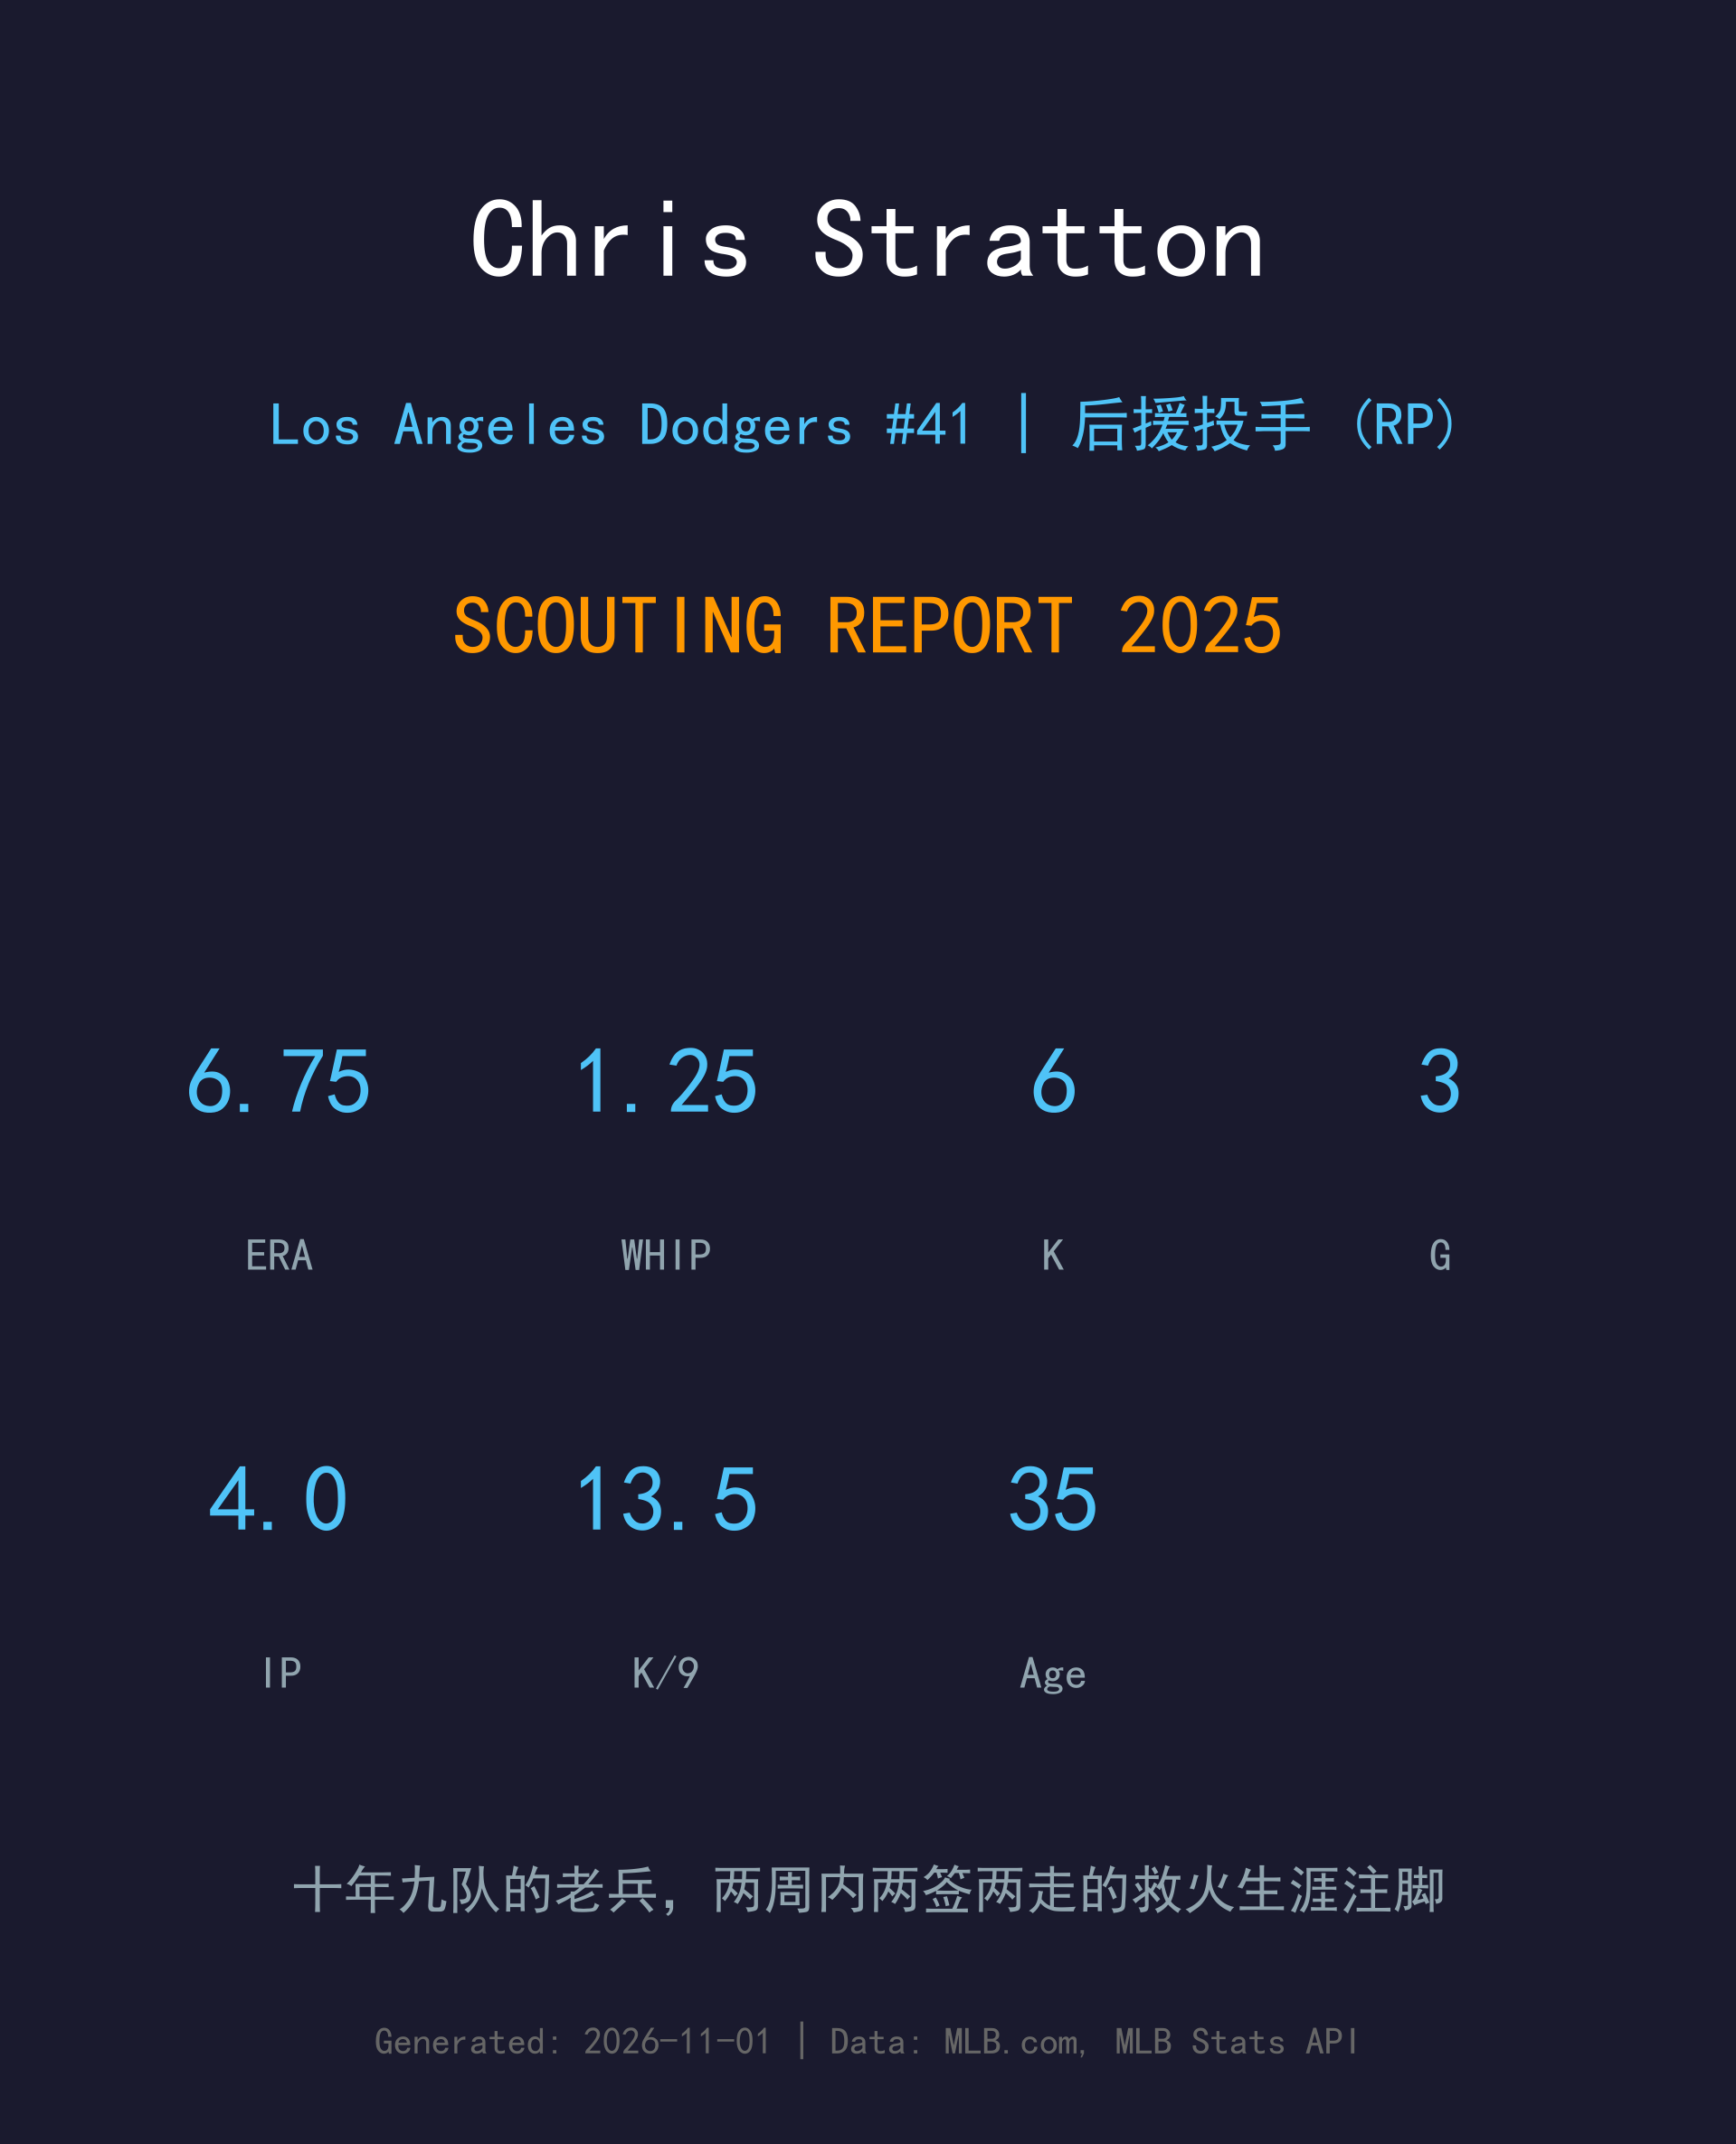 Chris Stratton
Los Angeles Dodgers #41 | 后援投手 (RP)
SCOUTING REPORT 2025
6.75 1.25 6 3
ERA WHIP K G
4.0 13.5 35
IP K/9 Age
十年九队的老兵，两周内两签两走的救火生涯注脚
Generated: 2026-11-01 | Data: MLB.com, MLB Stats API